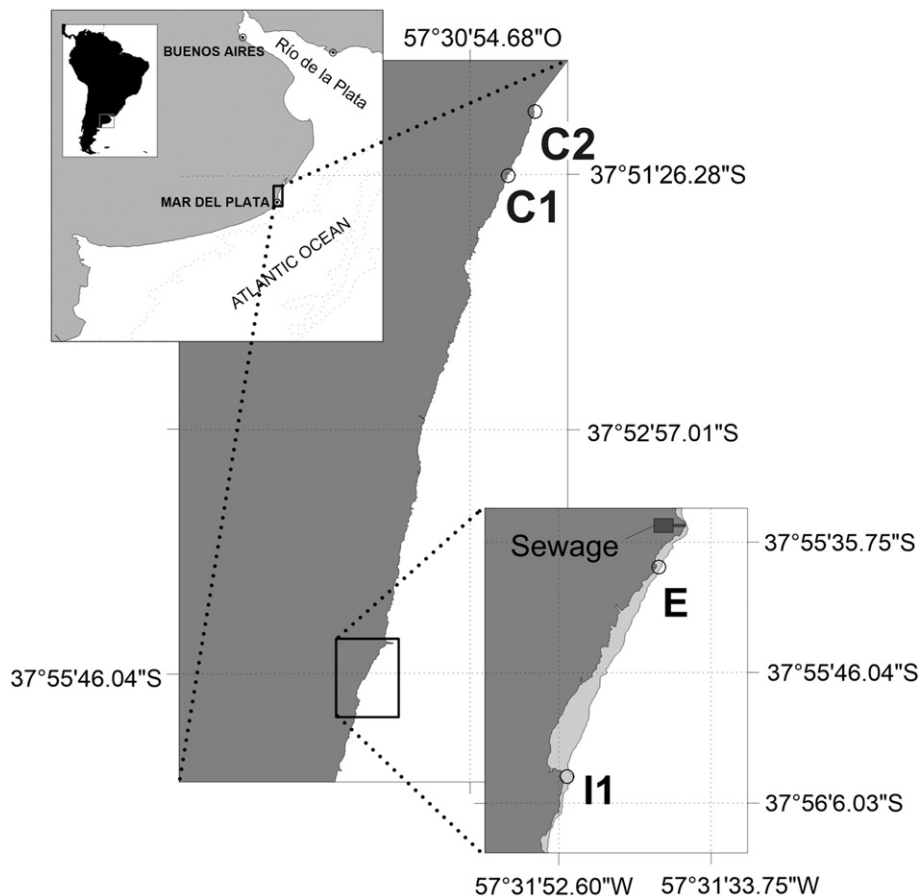 57°30'54.68"O
BUENOS AIRES
Río de la Plata
C2
37°51'26.28"S
C1
MAR DEL PLATA
ATLANTIC OCEAN
37°52'57.01"S
Sewage
37°55'35.75"S
E
37°55'46.04"S
37°55'46.04"S
I1
37°56'6.03"S
57°31'52.60"W
57°31'33.75"W